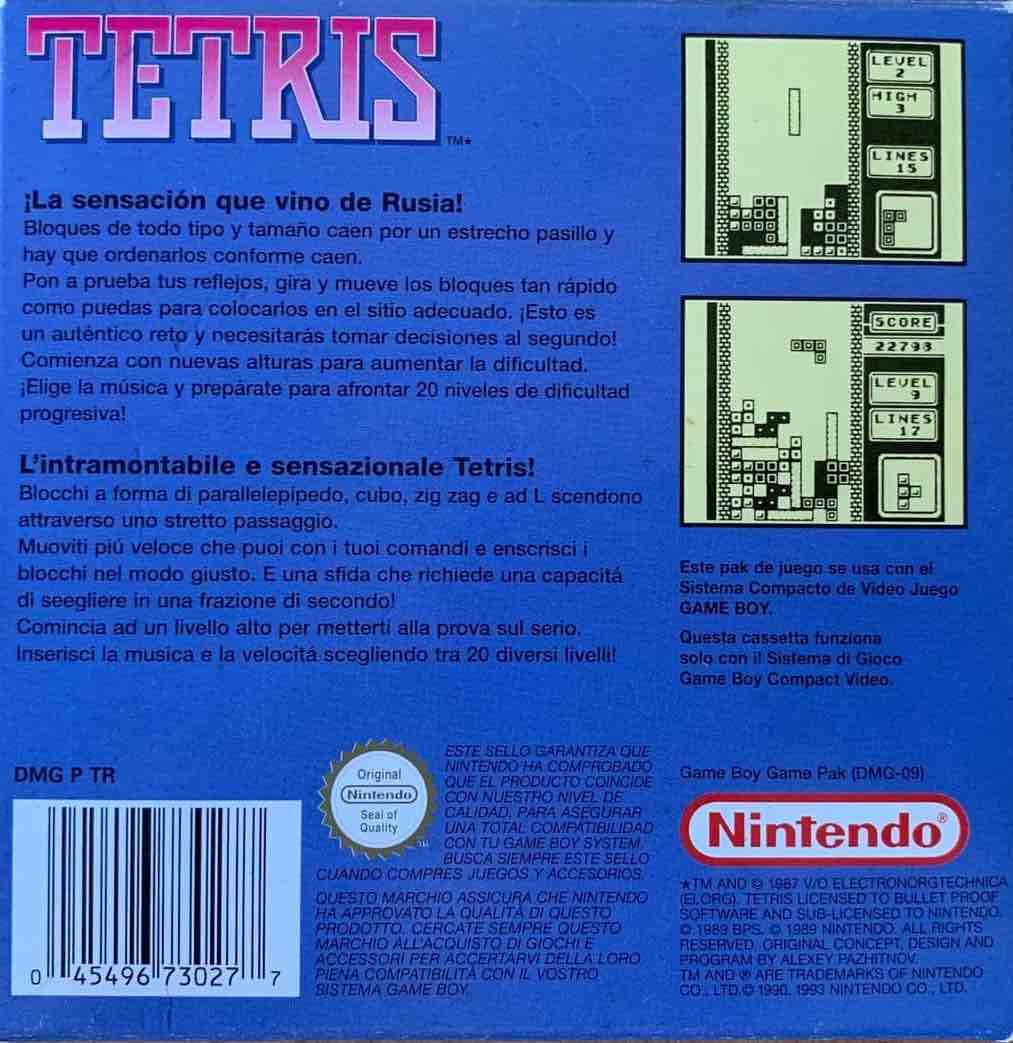 TETRIS
TM★
¡La sensación que vino de Rusia!
Bloques de todo tipo y tamaño caen por un estrecho pasillo y
hay que ordenarlos conforme caen.
Pon a prueba tus reflejos, gira y mueve los bloques tan rápido
como puedas para colocarlos en el sitio adecuado. ¡Esto es
un auténtico reto y necesitarás tomar decisiones al segundo!
Comienza con nuevas alturas para aumentar la dificultad.
¡Elige la música y prepárate para afrontar 20 niveles de dificultad
progresiva!
L'intramontabile e sensazionale Tetris!
Blocchi a forma di parallelepipedo, cubo, zig zag e ad L scendono
attraverso uno stretto passaggio.
Muoviti piú veloce che puoi con i tuoi comandi e enscrisci i
blocchi nel modo giusto. E una sfida che richiede una capacitá
di seegliere in una frazione di secondo!
Comincia ad un livello alto per metterti alla prova sul serio.
Inserisci la musica e la velocitá scegliendo tra 20 diversi livelli!
LEVEL
2
HIGH
3
LINES
15
SCORE
22793
LEVEL
9
LINES
17
Este pak de juego se usa con el
Sistema Compacto de Video Juego
GAME BOY.
Questa cassetta funziona
solo con il Sistema di Gioco
Game Boy Compact Video.
DMG P TR
0 45496 73027 7
Original
Nintendo
Seal of
Quality
TM
ESTE SELLO GARANTIZA QUE
NINTENDO HA COMPROBADO
QUE EL PRODUCTO COINCIDE
CON NUESTRO NIVEL DE
CALIDAD, PARA ASEGURAR
UNA TOTAL COMPATIBILIDAD
CON TU GAME BOY SYSTEM.
BUSCA SIEMPRE ESTE SELLO
CUANDO COMPRES JUEGOS Y ACCESORIOS.
QUESTO MARCHIO ASSICURA CHE NINTENDO
HA APPROVATO LA QUALITÀ DI QUESTO
PRODOTTO. CERCATE SEMPRE QUESTO
MARCHIO ALL'ACQUISTO DI GIOCHI E
ACCESSORI PER ACCERTARVI DELLA LORO
PIENA COMPATIBILITÀ CON IL VOSTRO
SISTEMA GAME BOY.
Game Boy Game Pak (DMG-09)
Nintendo®
★TM AND © 1987 V/O ELECTRONORGTECHNICA
(ELORG). TETRIS LICENSED TO BULLET PROOF
SOFTWARE AND SUB-LICENSED TO NINTENDO.
© 1989 BPS. © 1989 NINTENDO. ALL RIGHTS
RESERVED. ORIGINAL CONCEPT, DESIGN AND
PROGRAM BY ALEXEY PAZHITNOV.
TM AND ® ARE TRADEMARKS OF NINTENDO
CO., LTD.© 1990, 1993 NINTENDO CO., LTD.